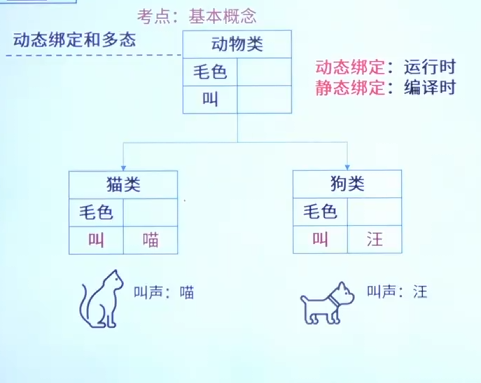 考点：基本概念
动态绑定和多态
动物类
毛色
叫
动态绑定：运行时
静态绑定：编译时
猫类
毛色
叫 喵
狗类
毛色
叫 汪
叫声：喵
叫声：汪